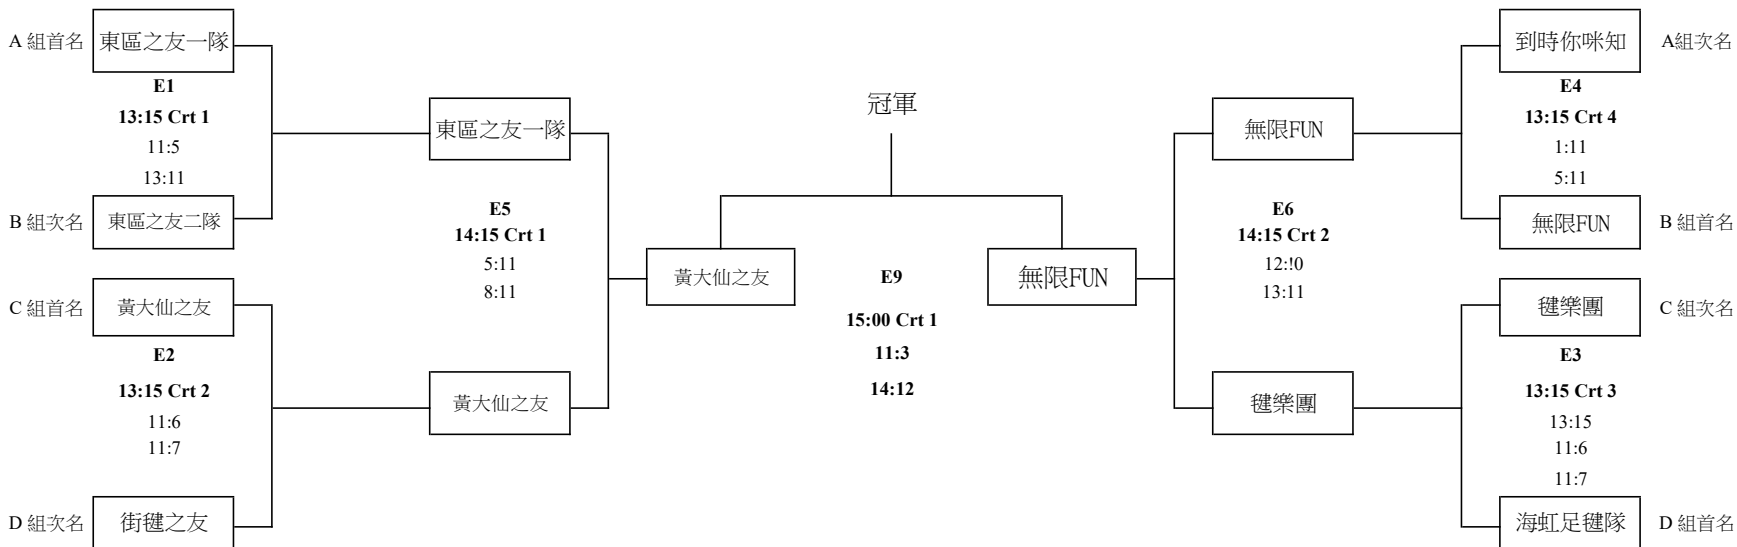 A 組首名
東區之友一隊
E1
13:15 Crt 1
11:5
13:11
B 組次名
東區之友二隊
C 組首名
黃大仙之友
E2
13:15 Crt 2
11:6
11:7
D 組次名
街毽之友
東區之友一隊
E5
14:15 Crt 1
5:11
8:11
黃大仙之友
黃大仙之友
冠軍
E9
15:00 Crt 1
11:3
14:12
無限FUN
無限FUN
E6
14:15 Crt 2
12:!0
13:11
毽樂團
到時你咪知
A組次名
E4
13:15 Crt 4
1:11
5:11
無限FUN
B 組首名
毽樂團
C 組次名
E3
13:15 Crt 3
13:15
11:6
11:7
海虹足毽隊
D 組首名